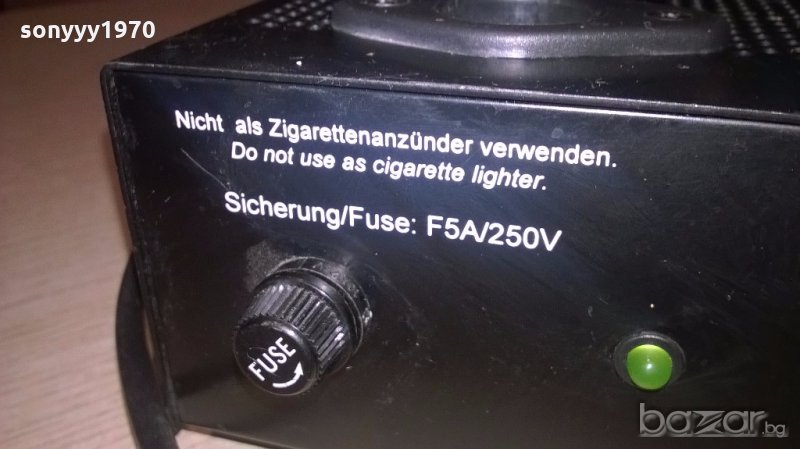 sonyyy1970
Nicht als Zigarettenanzünder verwenden.
Do not use as cigarette lighter.
Sicherung/Fuse: F5A/250V
FUSE
bazar.bg